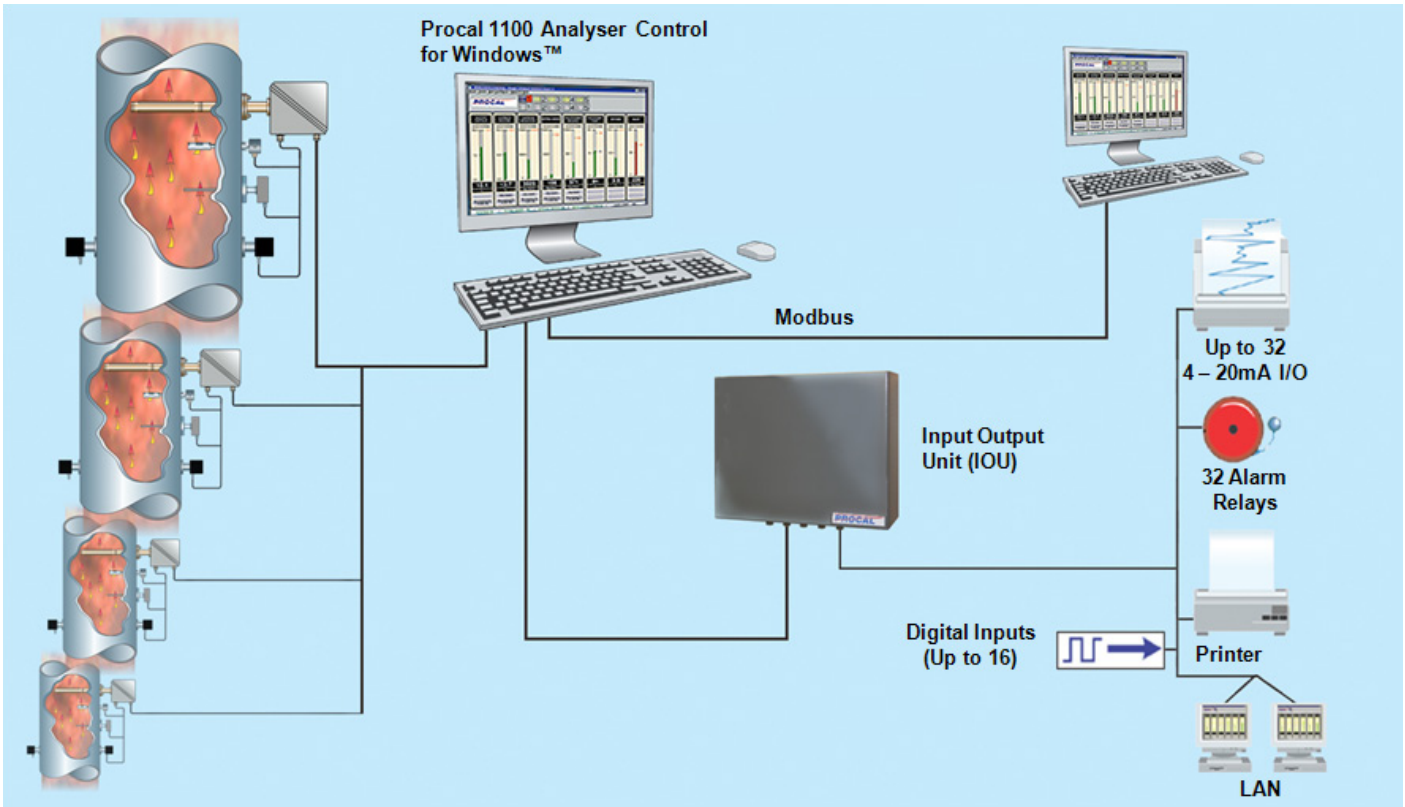 Procal 1100 Analyser Control
for Windows™
PROCAL
Modbus
Up to 32
4 – 20mA I/O
Input Output
Unit (IOU)
32 Alarm
Relays
PROCAL
Digital Inputs
(Up to 16)
Printer
LAN